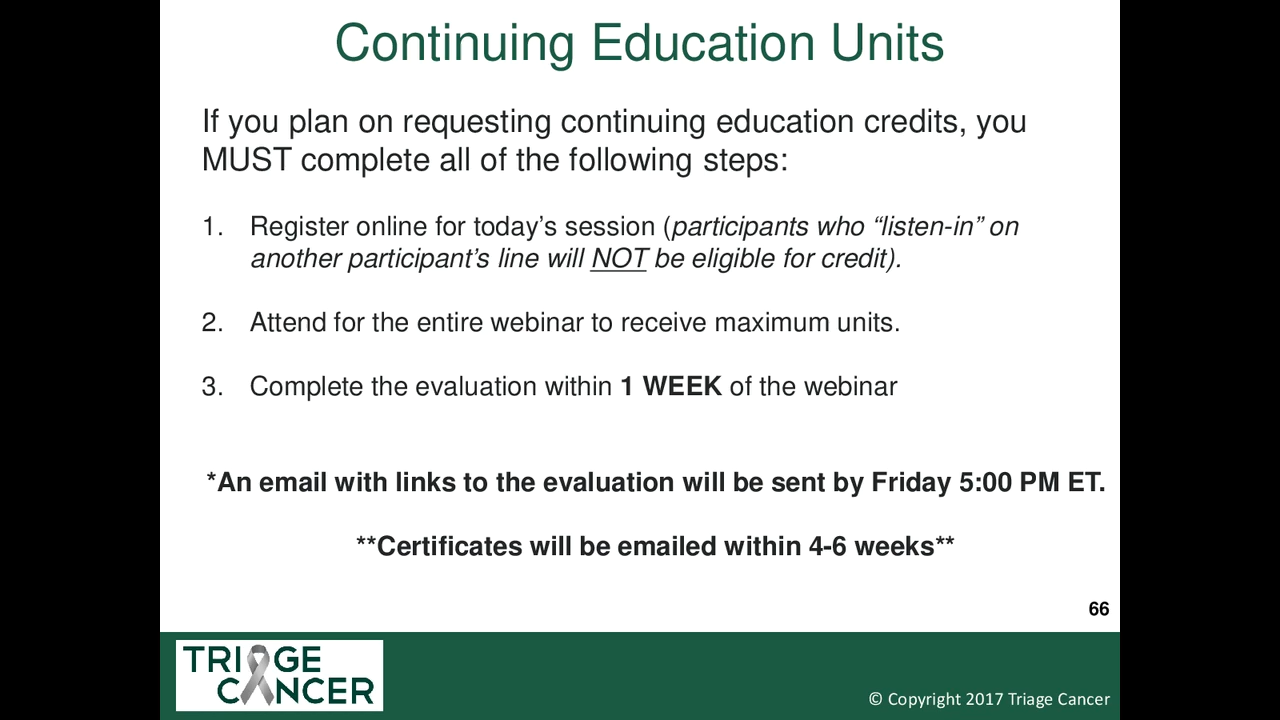 Continuing Education Units
If you plan on requesting continuing education credits, you
MUST complete all of the following steps:
1. Register online for today’s session (participants who “listen-in” on
another participant’s line will NOT be eligible for credit).
2. Attend for the entire webinar to receive maximum units.
3. Complete the evaluation within 1 WEEK of the webinar
*An email with links to the evaluation will be sent by Friday 5:00 PM ET.
**Certificates will be emailed within 4-6 weeks**
66
TRIAGE
CANCER
© Copyright 2017 Triage Cancer